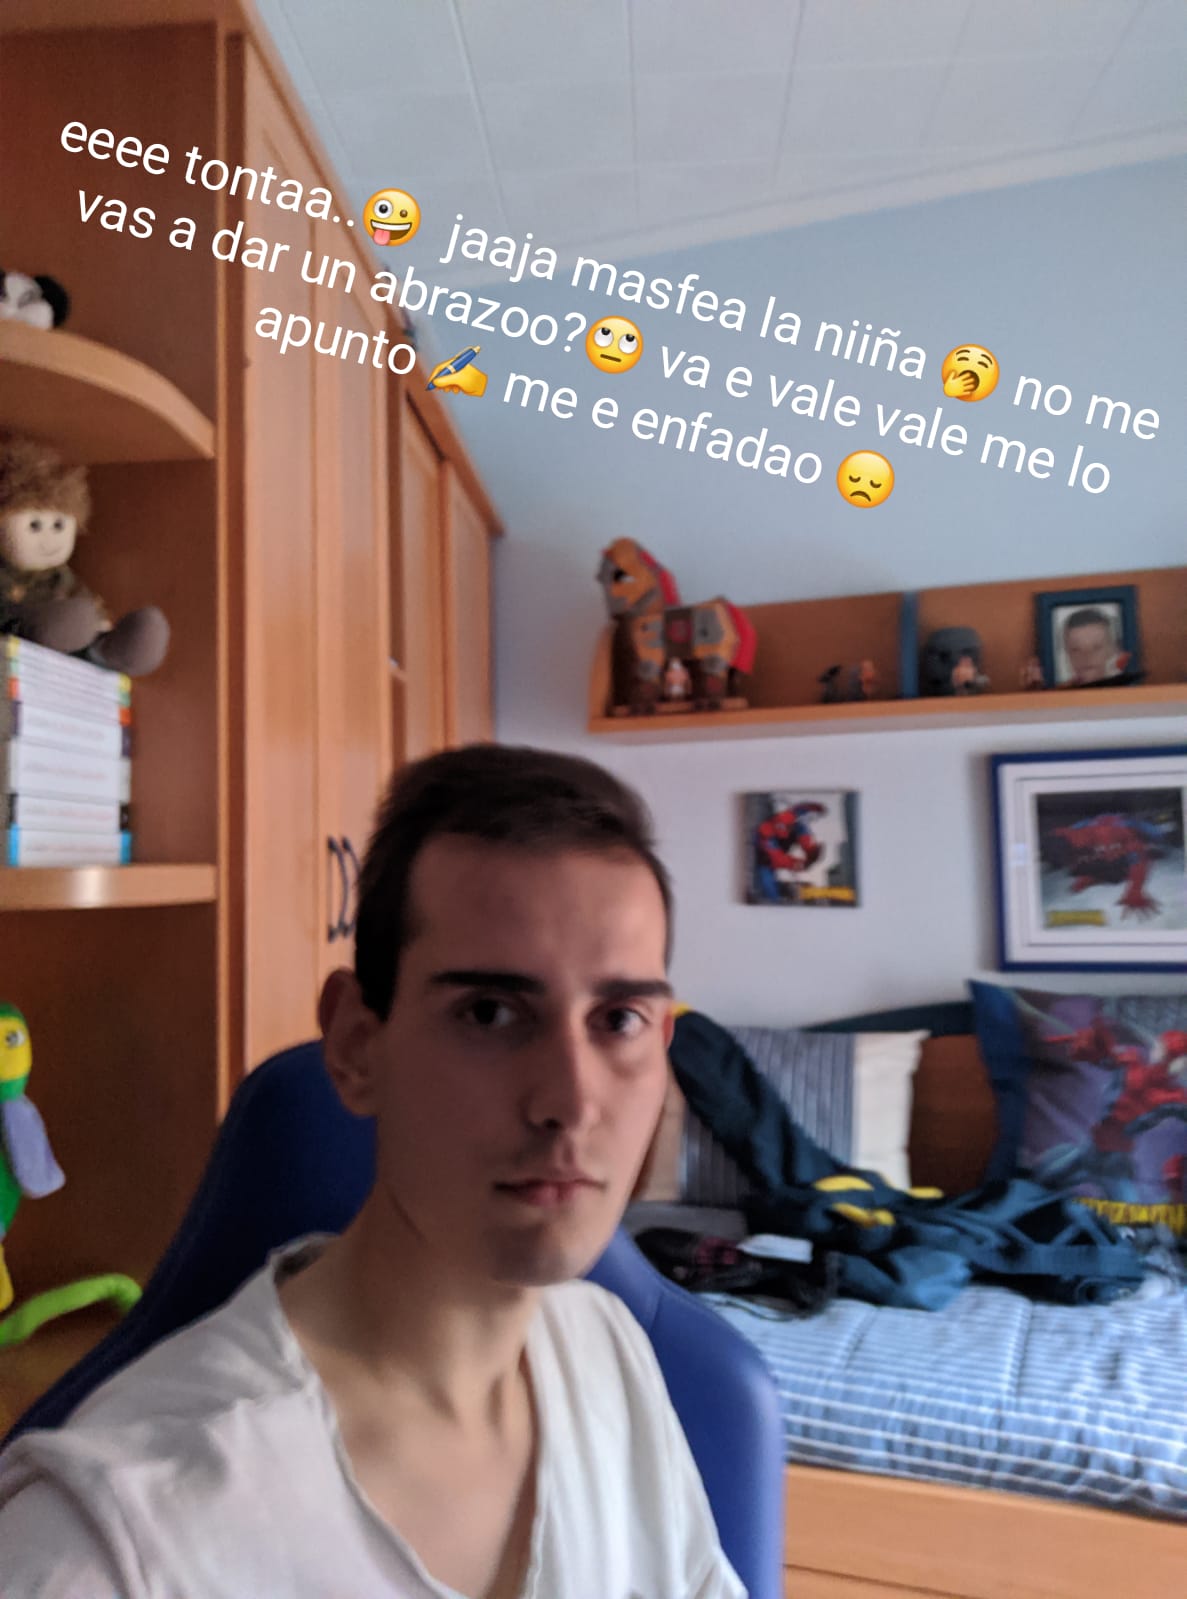 eeee tontaa..🤪 jaaja masfea la niiña 🥱 no me
vas a dar un abrazoo?🙄 va e vale vale me lo
apunto ✍️ me e enfadao 😞